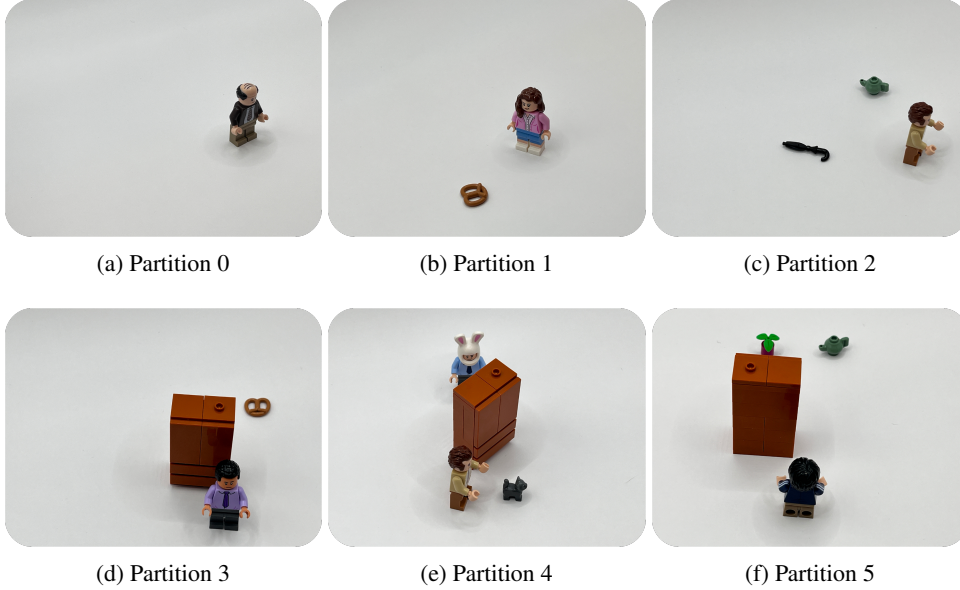 (a) Partition 0
(b) Partition 1
(c) Partition 2
(d) Partition 3
(e) Partition 4
(f) Partition 5